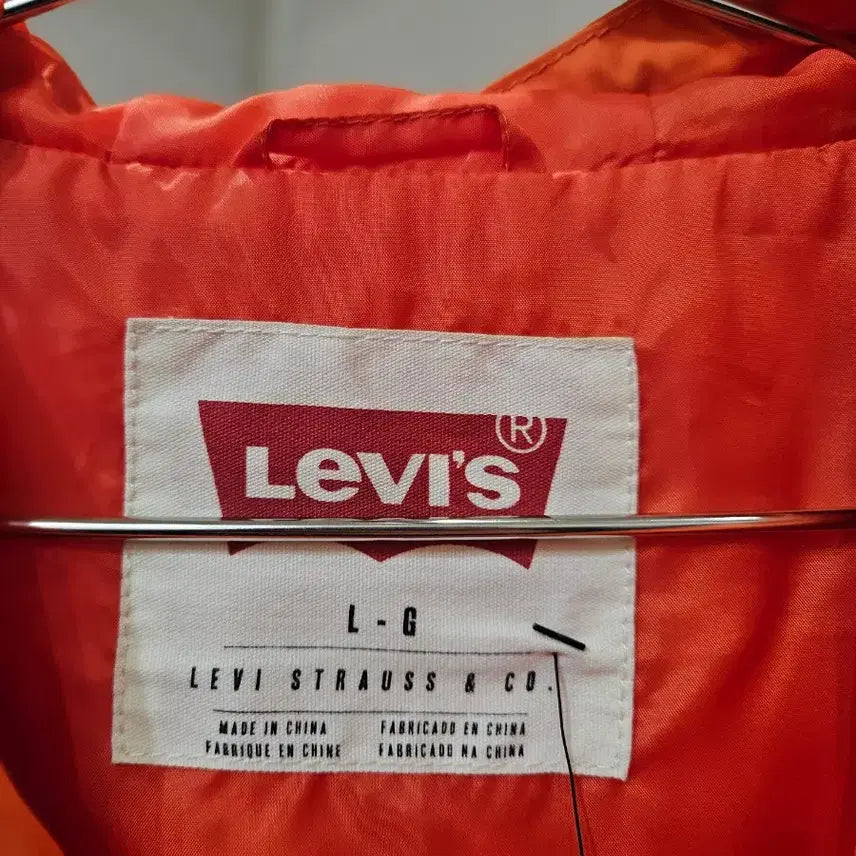 LEVI'S®
L - G
LEVI STRAUSS & CO.
MADE IN CHINA FABRICADO EN CHINA
FABRIQUE EN CHINE FABRICADO NA CHINA